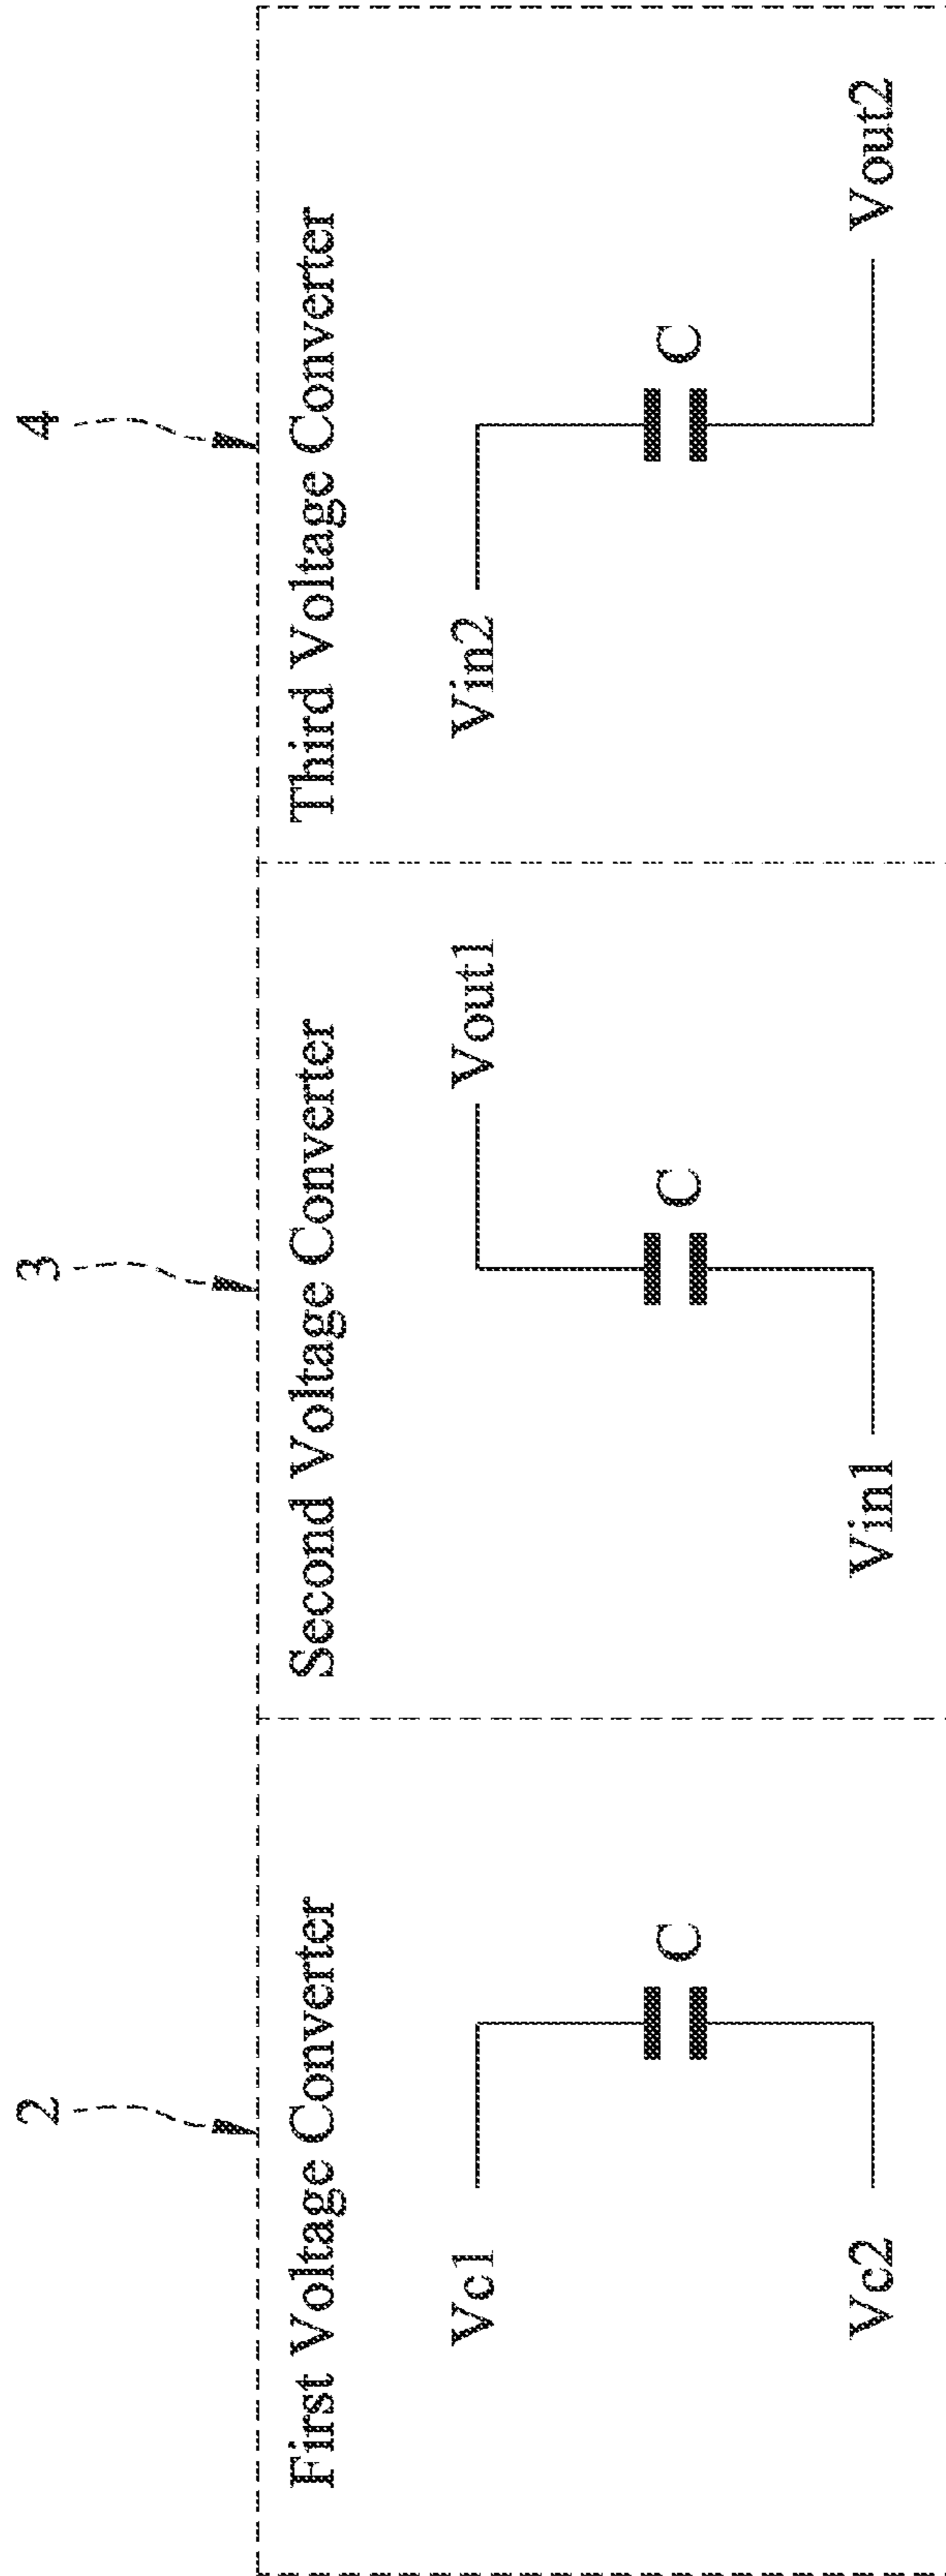 2
3
4
First Voltage Converter
Second Voltage Converter
Third Voltage Converter
Vc1
Vout1
Vin2
C
C
C
Vc2
Vin1
Vout2